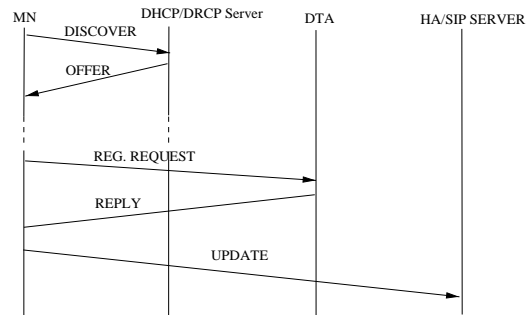 MN
DHCP/DRCP Server
DTA
HA/SIP SERVER
DISCOVER
OFFER
REG. REQUEST
REPLY
UPDATE